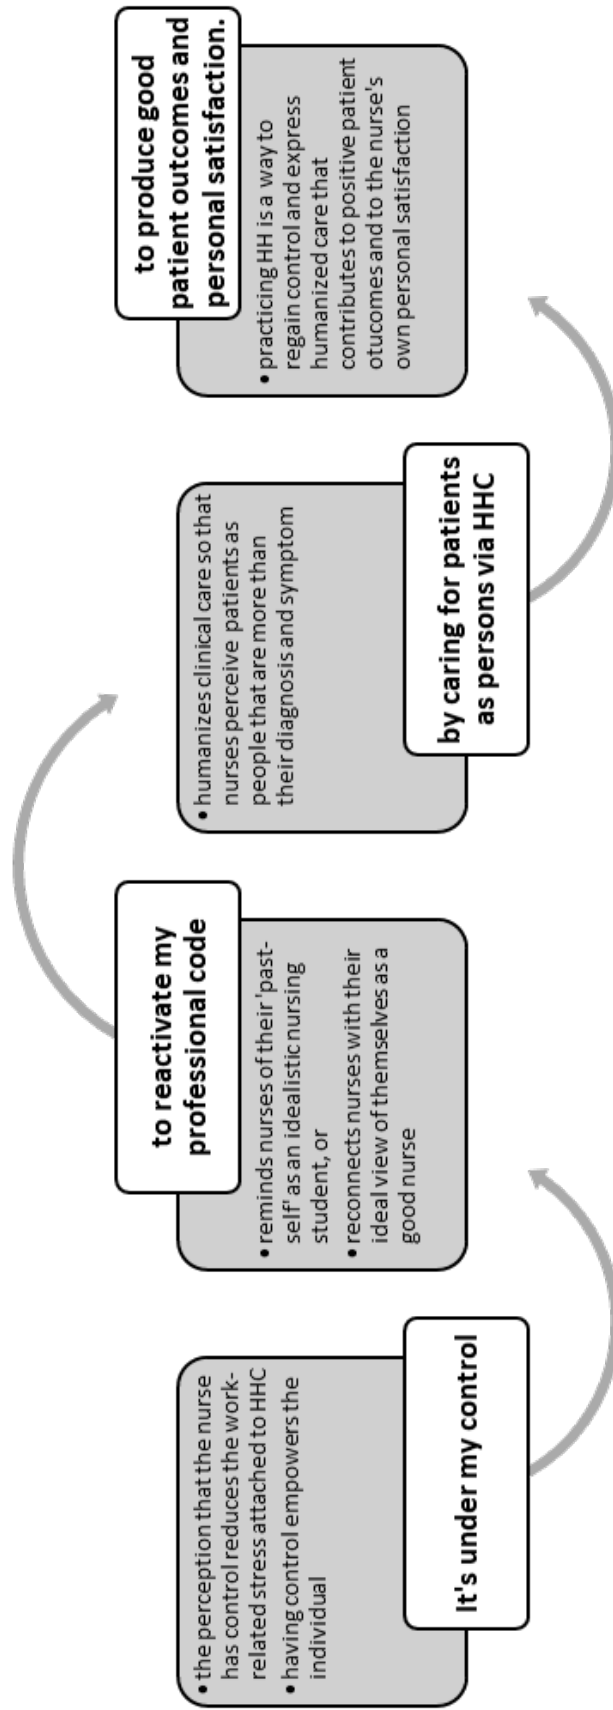 • the perception that the nurse
has control reduces the work-
related stress attached to HHC
• having control empowers the
individual
It's under my control
to reactivate my
professional code
• reminds nurses of their 'past-
self' as an idealistic nursing
student, or
• reconnects nurses with their
ideal view of themselves as a
good nurse
• humanizes clinical care so that
nurses perceive patients as
people that are more than
their diagnosis and symptom
by caring for patients
as persons via HHC
to produce good
patient outcomes and
personal satisfaction.
• practicing HH is a way to
regain control and express
humanized care that
contributes to positive patient
otucomes and to the nurse's
own personal satisfaction